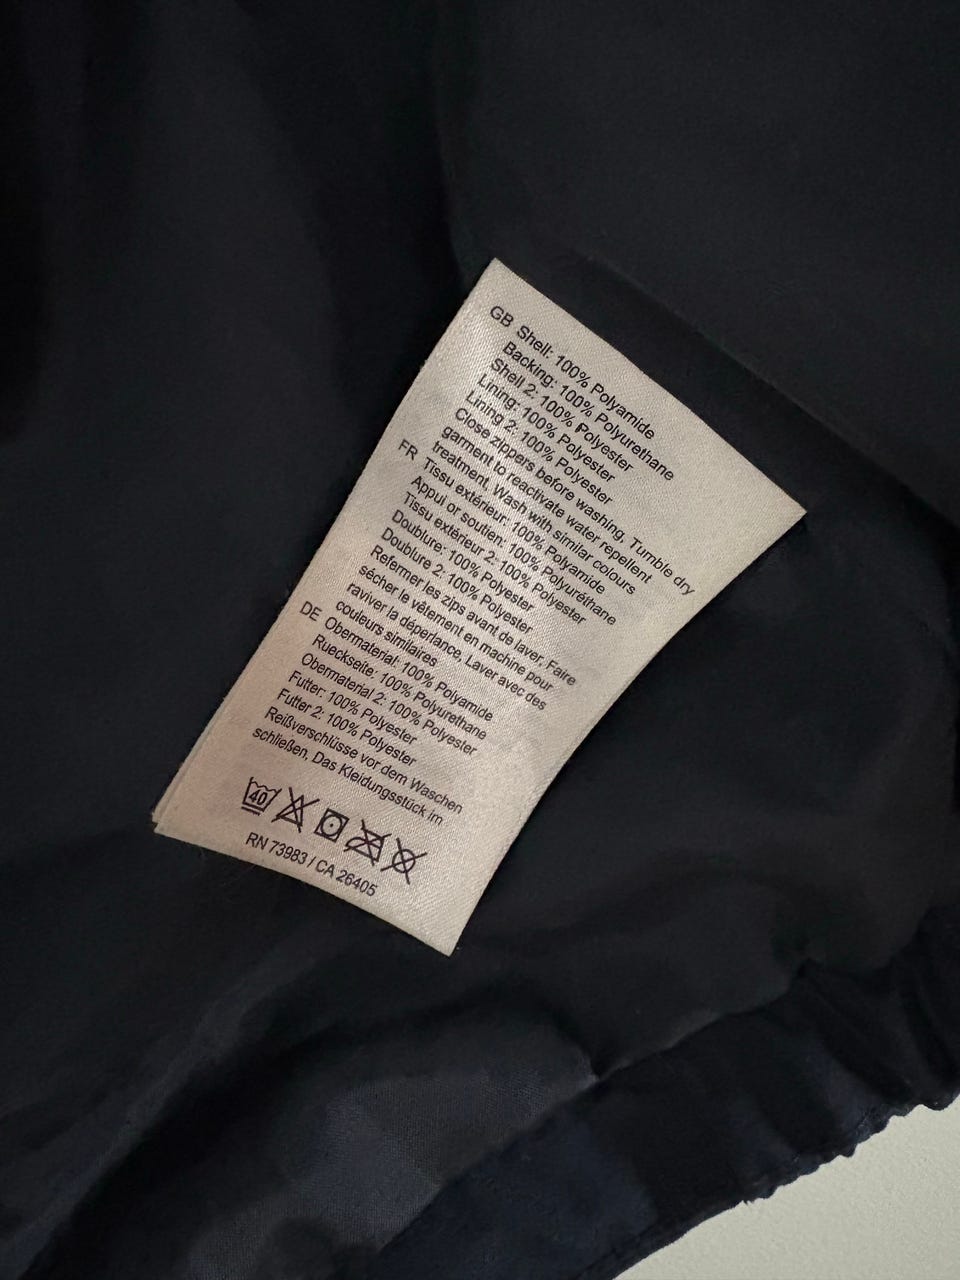 GB Shell: 100% Polyamide
Backing: 100% Polyurethane
Shell 2: 100% Polyester
Lining: 100% Polyester
Lining 2: 100% Polyester
Close zippers before washing. Tumble dry
garment to reactivate water repellent
treatment. Wash with similar colours
FR Tissu extérieur: 100% Polyamide
Appui or soutien: 100% Polyuréthane
Tissu extérieur 2: 100% Polyester
Doublure: 100% Polyester
Doublure 2: 100% Polyester
Refermer les zips avant de laver. Faire
sécher le vêtement en machine pour
raviver la déperlance. Laver avec des
couleurs similaires
DE Obermaterial: 100% Polyamide
Rueckseite: 100% Polyurethane
Obermaterial 2: 100% Polyester
Futter: 100% Polyester
Futter 2: 100% Polyester
Reißverschlüsse vor dem Waschen
schließen. Das Kleidungsstück im
40
RN 73983 / CA 26405